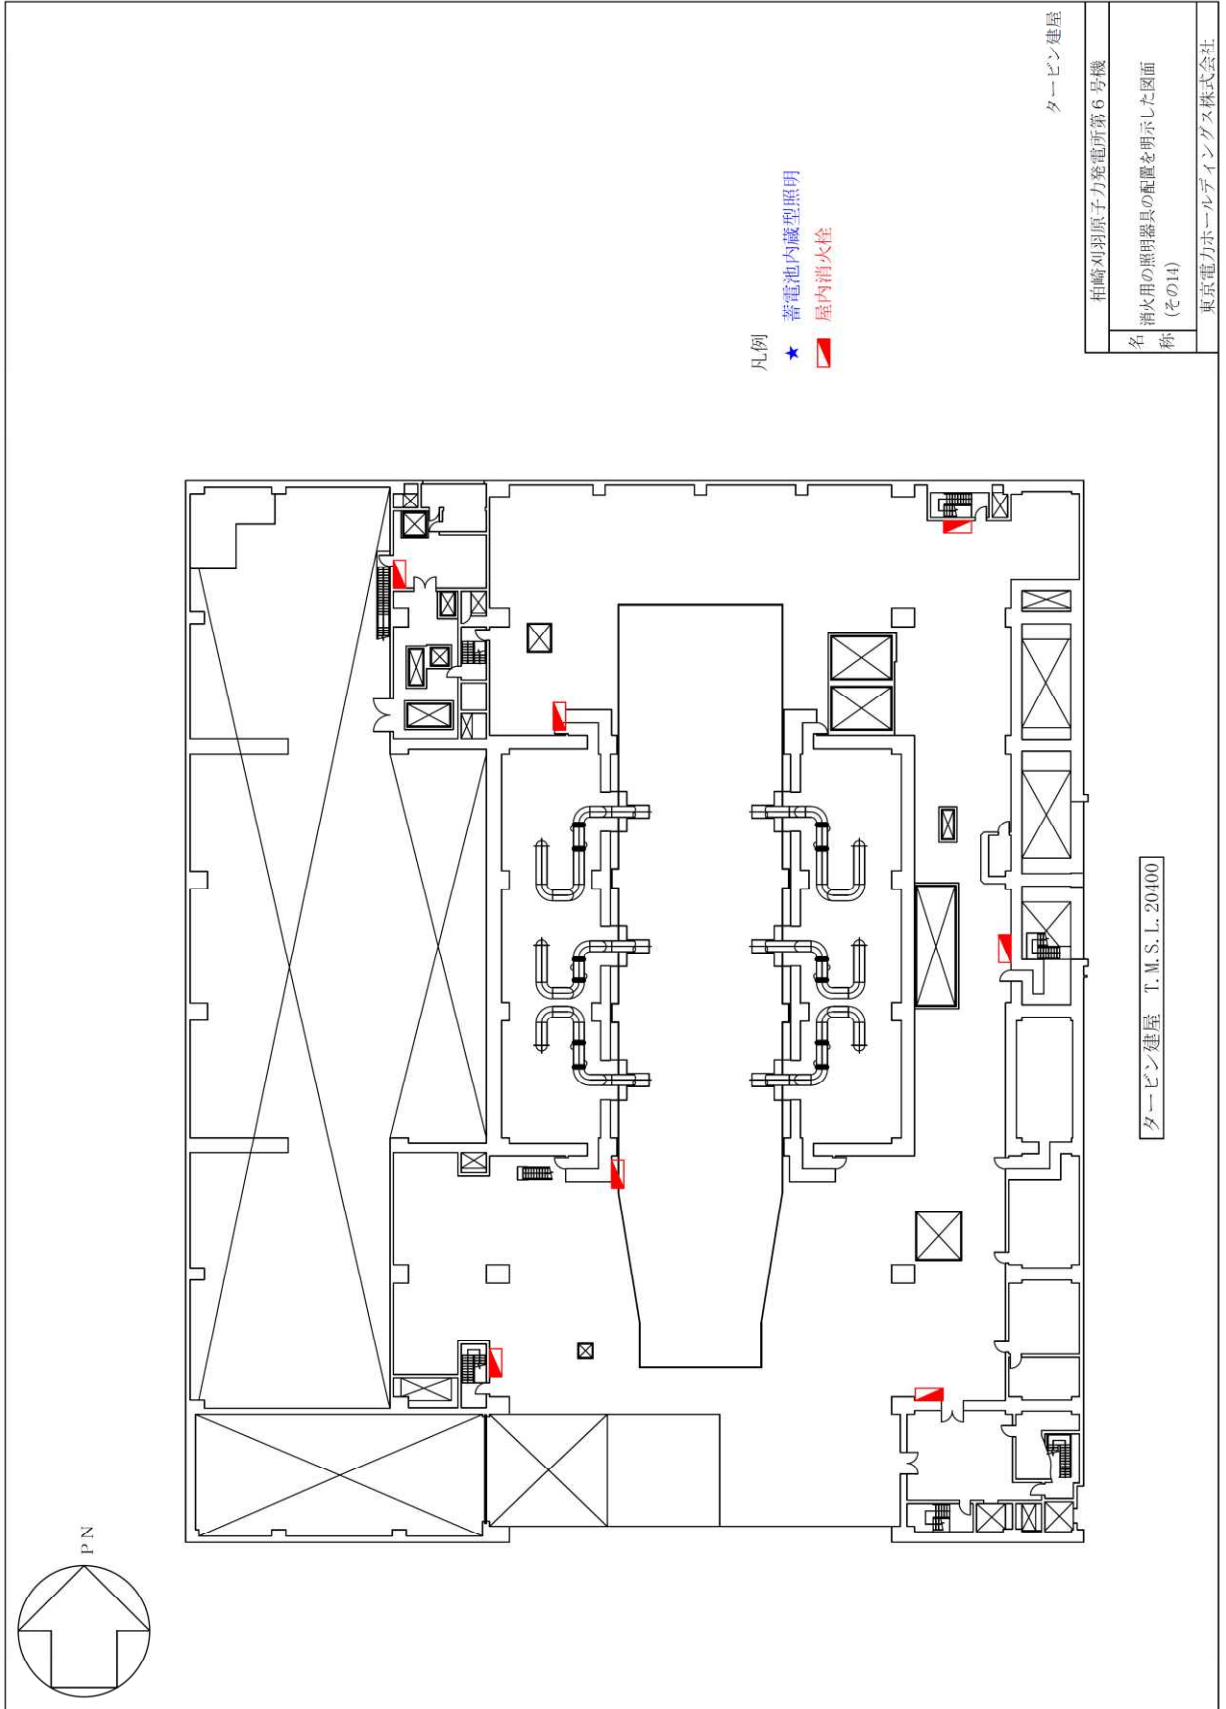 PN
凡例
★ 蓄電池内蔵型照明
屋内消火栓
タービン建屋 T.M.S.L. 20400
タービン建屋
柏崎刈羽原子力発電所第6号機
名称
消火用の照明器具の配置を明示した図面
(その14)
東京電力ホールディングス株式会社